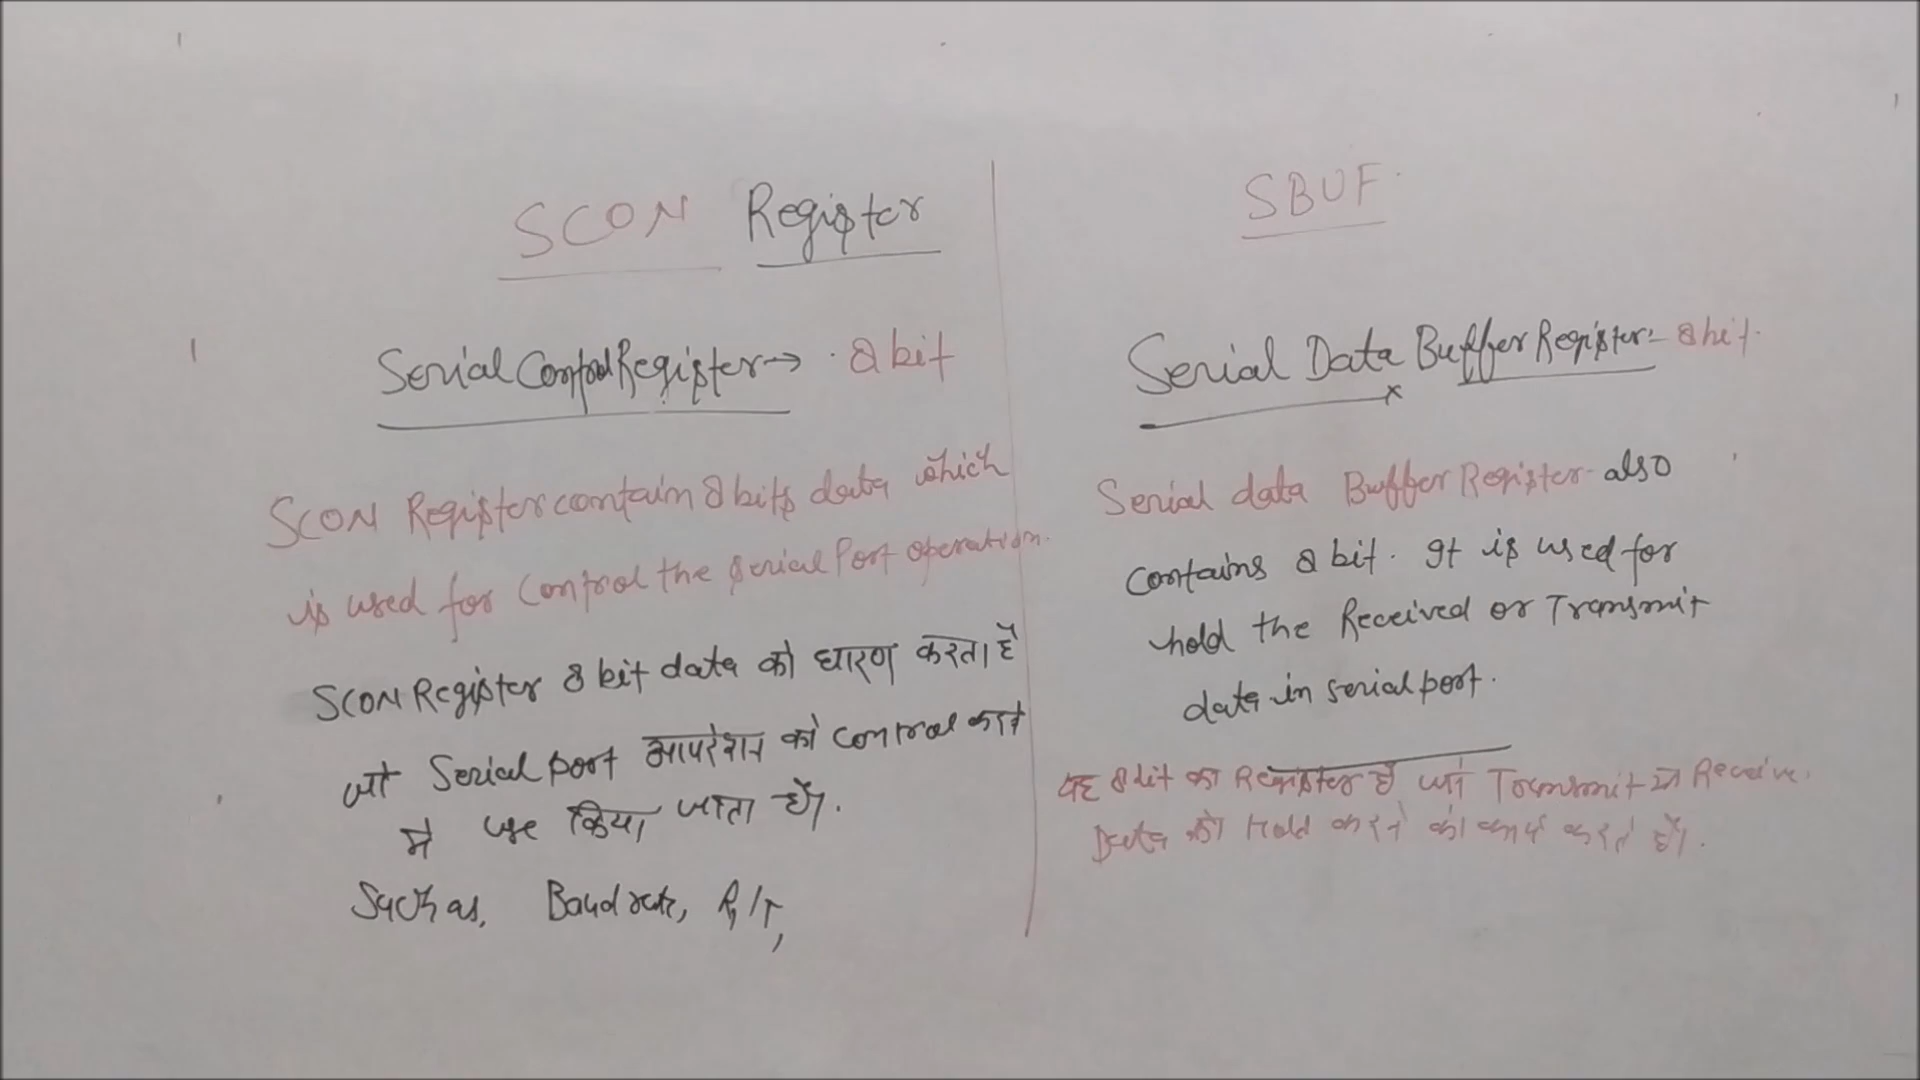 SCON Register
Serial Control Register → 8 bit
SCON Register contain 8 bits data which
is used for Control the serial Port operation.
SCON Register 8 bit data को धारण करता है
जो Serial port आपरेशन को control करने
मे use किया जाता है।
Such as, Baud rate, R/T,
SBUF
Serial Data Buffer Register - 8 bit.
Serial data Buffer Register also
contains 8 bit. It is used for
hold the Received or Transmit
data in serial port.
यह 8 bit का Register है जो Transmit या Receive
Data को Hold करने का कार्य करते है।